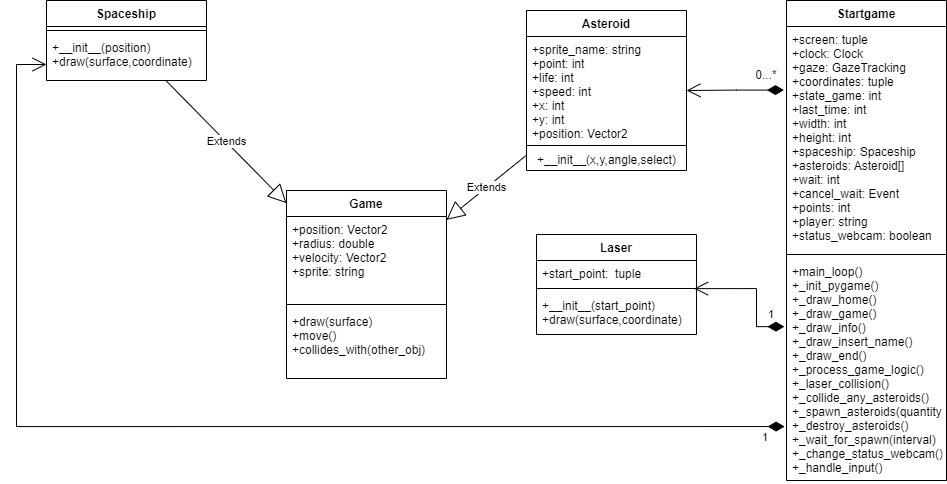 Spaceship
+__init__(position)
+draw(surface,coordinate)
Extends
Asteroid
+sprite_name: string
+point: int
+life: int
+speed: int
+x: int
+y: int
+position: Vector2
+__init__(x,y,angle,select)
Extends
0...*
Game
+position: Vector2
+radius: double
+velocity: Vector2
+sprite: string
+draw(surface)
+move()
+collides_with(other_obj)
Laser
+start_point: tuple
+__init__(start_point)
+draw(surface,coordinate)
1
1
Startgame
+screen: tuple
+clock: Clock
+gaze: GazeTracking
+coordinates: tuple
+state_game: int
+last_time: int
+width: int
+height: int
+spaceship: Spaceship
+asteroids: Asteroid[]
+wait: int
+cancel_wait: Event
+points: int
+player: string
+status_webcam: boolean
+main_loop()
+_init_pygame()
+_draw_home()
+_draw_game()
+_draw_info()
+_draw_insert_name()
+_draw_end()
+_process_game_logic()
+_laser_collision()
+_collide_any_asteroids()
+_spawn_asteroids(quantity
+_destroy_asteroids()
+_wait_for_spawn(interval)
+_change_status_webcam()
+_handle_input()